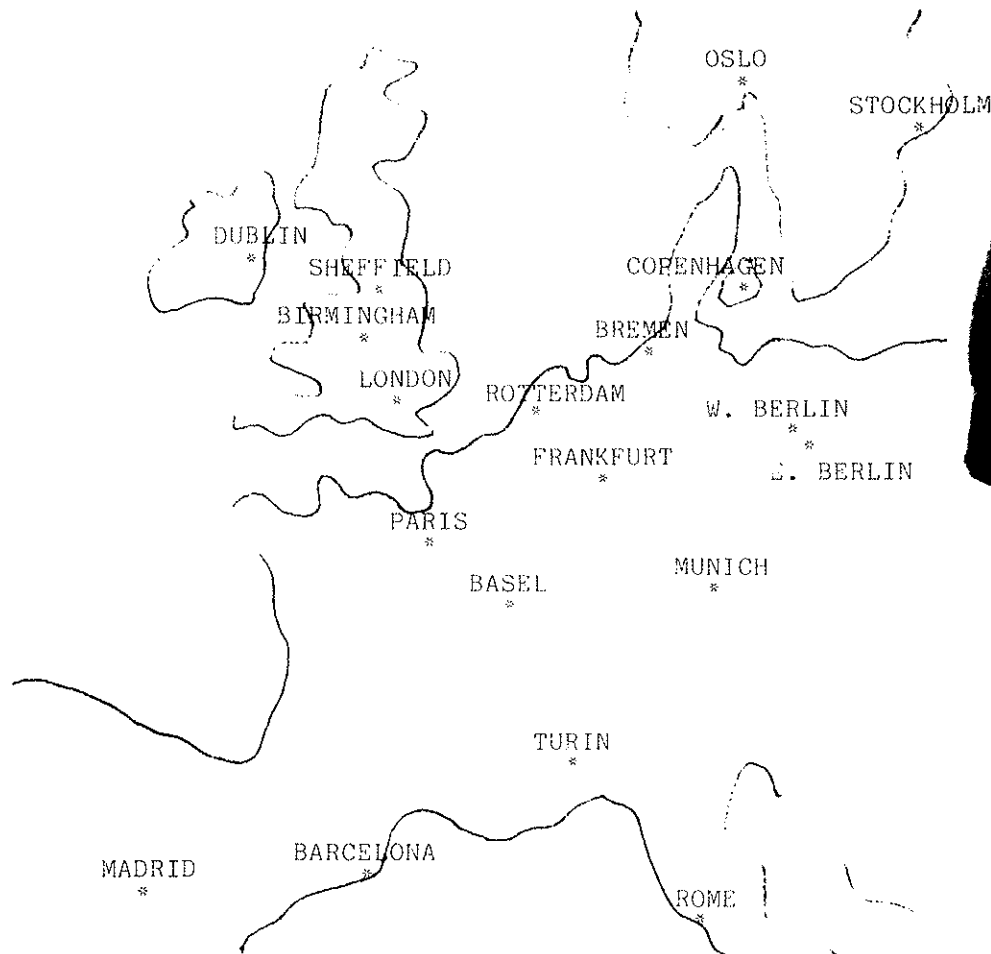 OSLO
STOCKHOLM
DUBLIN
SHEFFIELD
COPENHAGEN
BIRMINGHAM
BREMEN
LONDON
ROTTERDAM
W. BERLIN
FRANKFURT
E. BERLIN
PARIS
BASEL
MUNICH
TURIN
MADRID
BARCELONA
ROME